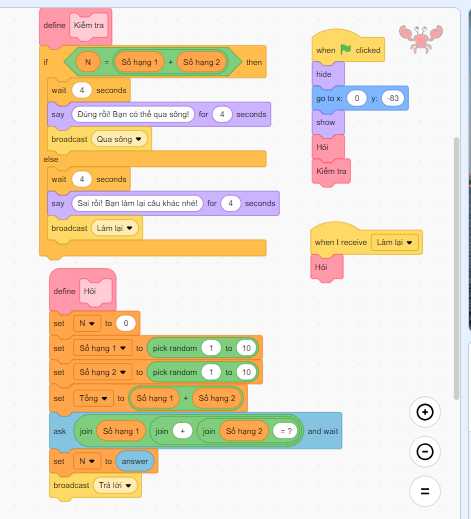 define Kiểm tra
if N = Số hạng 1 + Số hạng 2 then
wait 4 seconds
say Đúng rồi! Bạn có thể qua sông! for 4 seconds
broadcast Qua sông
else
wait 4 seconds
say Sai rồi! Bạn làm lại câu khác nhé! for 4 seconds
broadcast Làm lại
define Hỏi
set N to 0
set Số hạng 1 to pick random 1 to 10
set Số hạng 2 to pick random 1 to 10
set Tổng to Số hạng 1 + Số hạng 2
ask join Số hạng 1 join + join Số hạng 2 = ? and wait
set N to answer
broadcast Trả lời
when clicked
hide
go to x: 0 y: -83
show
Hỏi
Kiểm tra
when I receive Làm lại
Hỏi